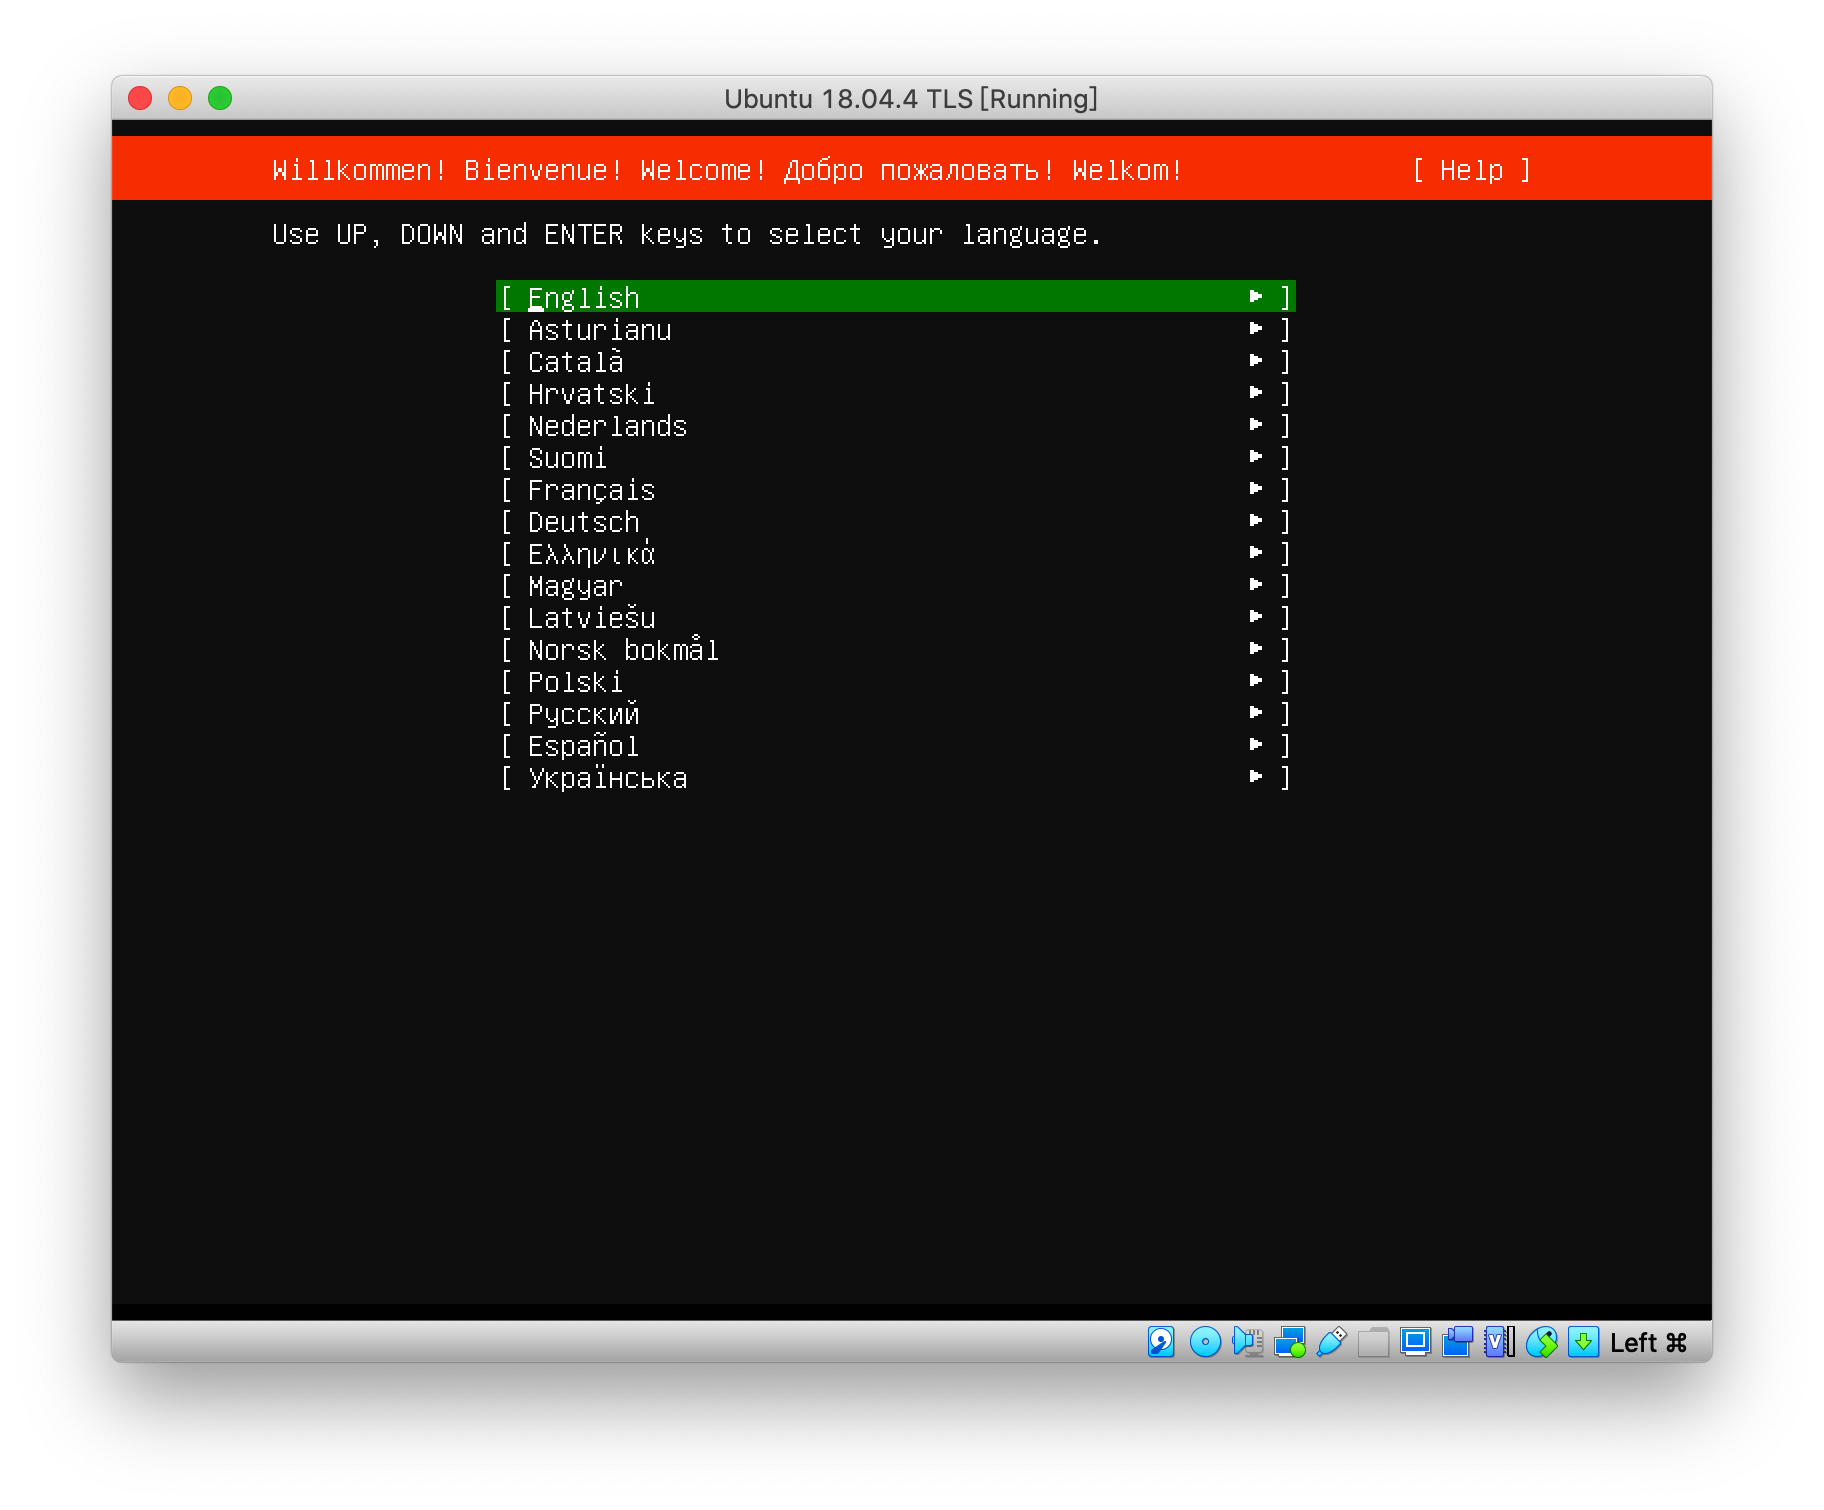 Ubuntu 18.04.4 TLS [Running]
Willkommen! Bienvenue! Welcome! Добро пожаловать! Welkom! [ Help ]
Use UP, DOWN and ENTER keys to select your language.
[ English ► ]
[ Asturianu ► ]
[ Català ► ]
[ Hrvatski ► ]
[ Nederlands ► ]
[ Suomi ► ]
[ Français ► ]
[ Deutsch ► ]
[ Ελληνικά ► ]
[ Magyar ► ]
[ Latviešu ► ]
[ Norsk bokmål ► ]
[ Polski ► ]
[ Русский ► ]
[ Español ► ]
[ Українська ► ]
Left ⌘